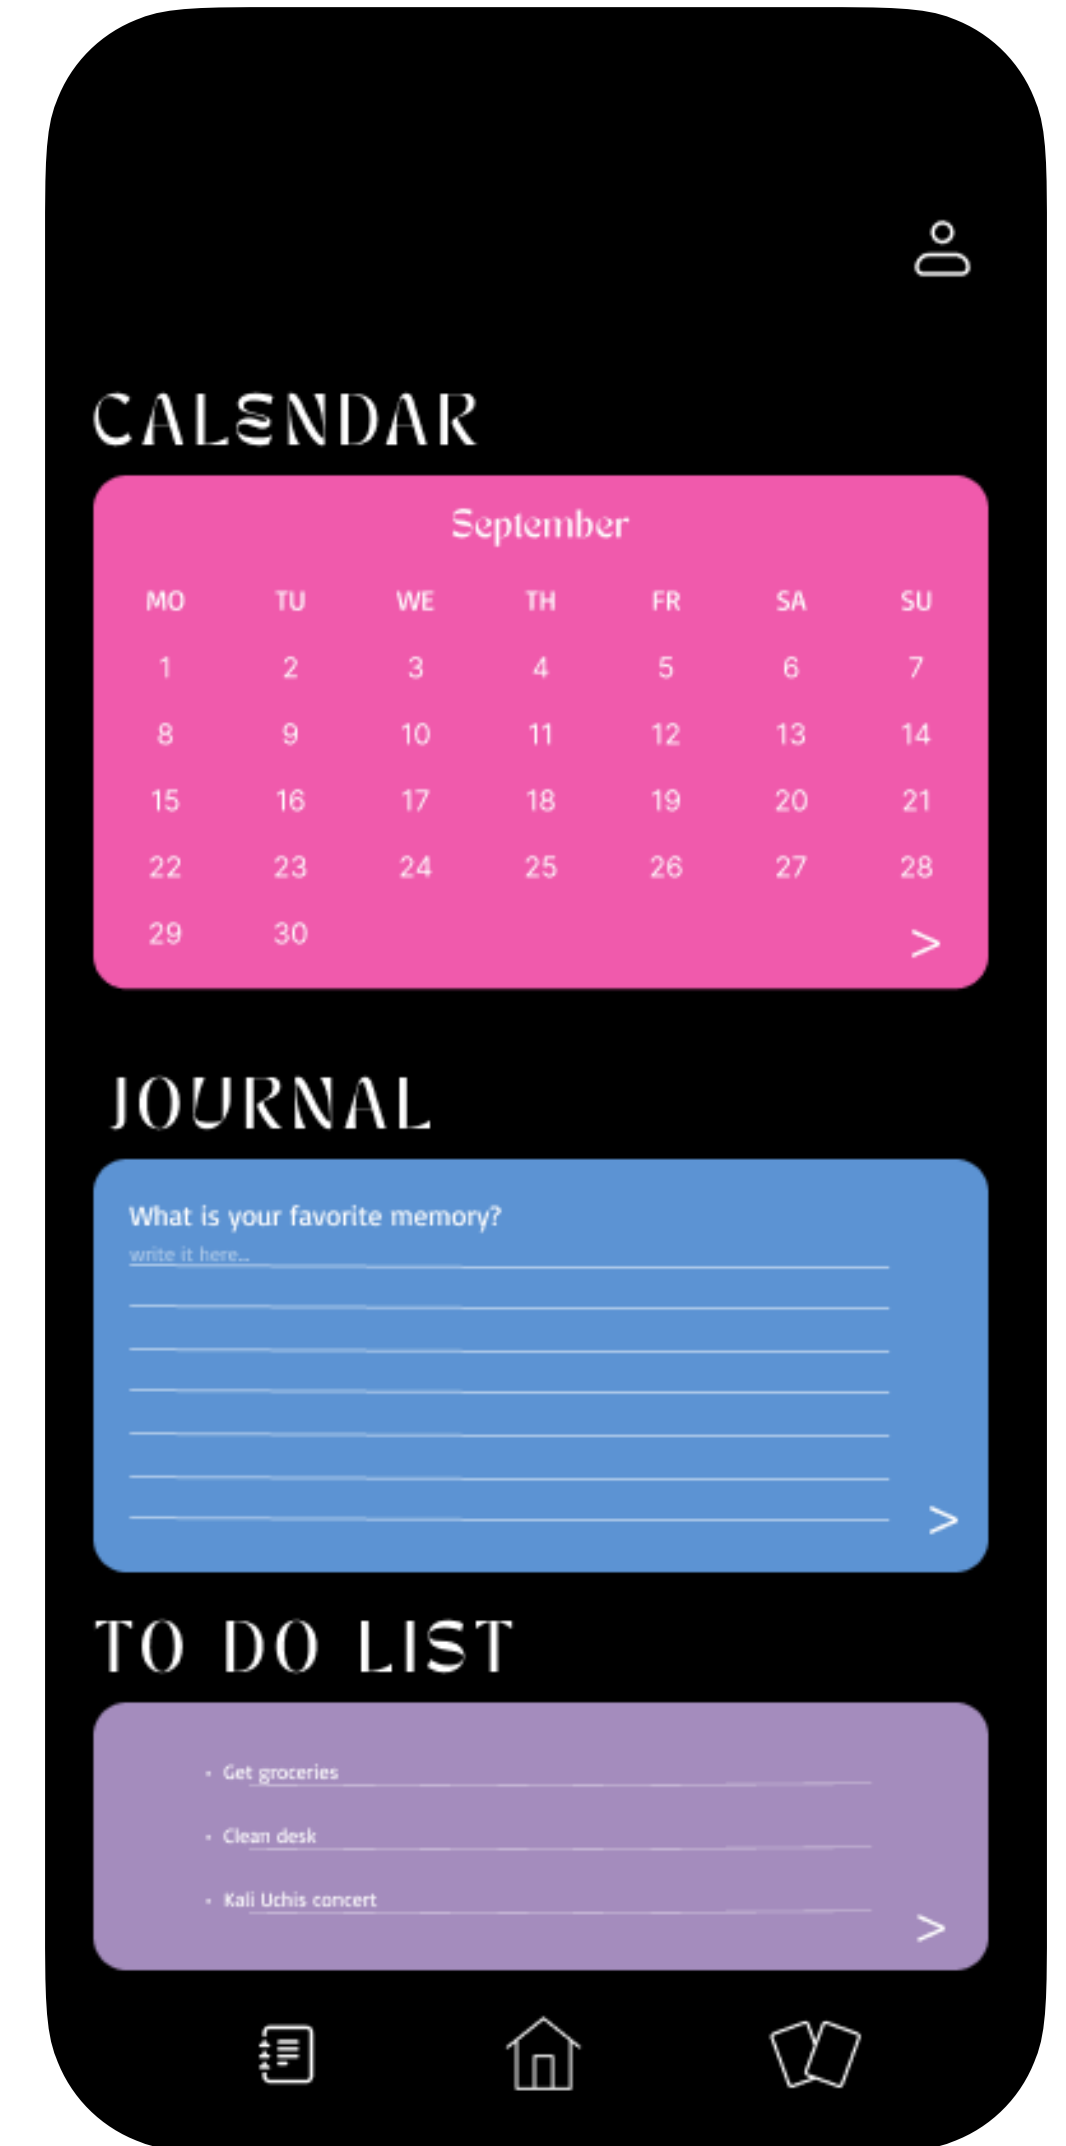 CALENDAR
September
MO TU WE TH FR SA SU
1 2 3 4 5 6 7
8 9 10 11 12 13 14
15 16 17 18 19 20 21
22 23 24 25 26 27 28
29 30 >
JOURNAL
What is your favorite memory?
write it here...
>
TO DO LIST
• Get groceries
• Clean desk
• Kali Uchis concert
>